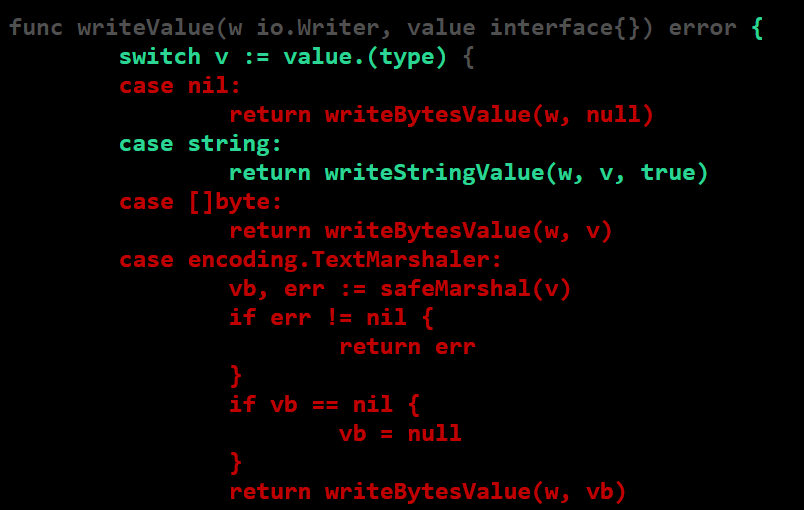 func writeValue(w io.Writer, value interface{}) error {
switch v := value.(type) {
case nil:
return writeBytesValue(w, null)
case string:
return writeStringValue(w, v, true)
case []byte:
return writeBytesValue(w, v)
case encoding.TextMarshaler:
vb, err := safeMarshal(v)
if err != nil {
return err
}
if vb == nil {
vb = null
}
return writeBytesValue(w, vb)